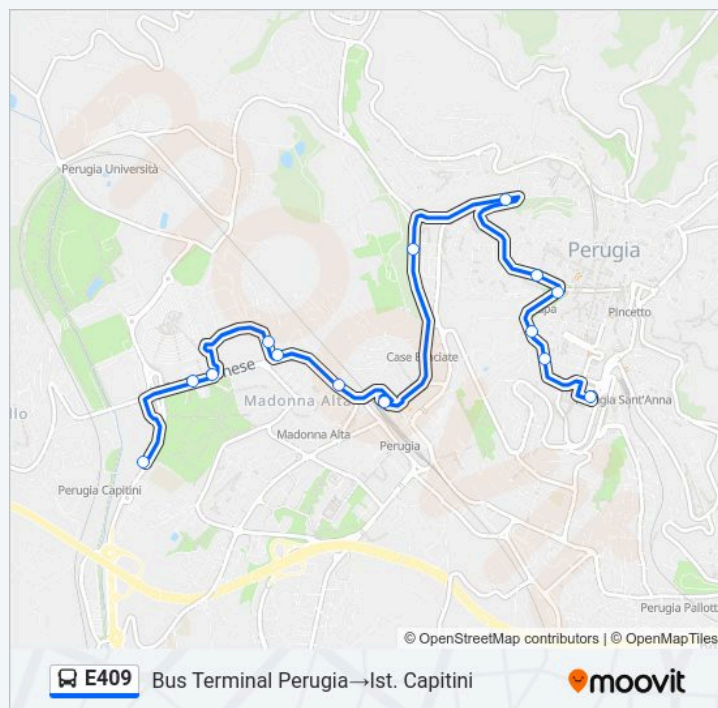 Perugia Università
Perugia
Pincetto
Case Bruciate
Madonna Alta
Perugia Sant'Anna
Madonna Alta
Perugia
Perugia Capitini
Perugia Pallott
© OpenStreetMap contributors | © OpenMapTiles
E409 Bus Terminal Perugia→Ist. Capitini moovit